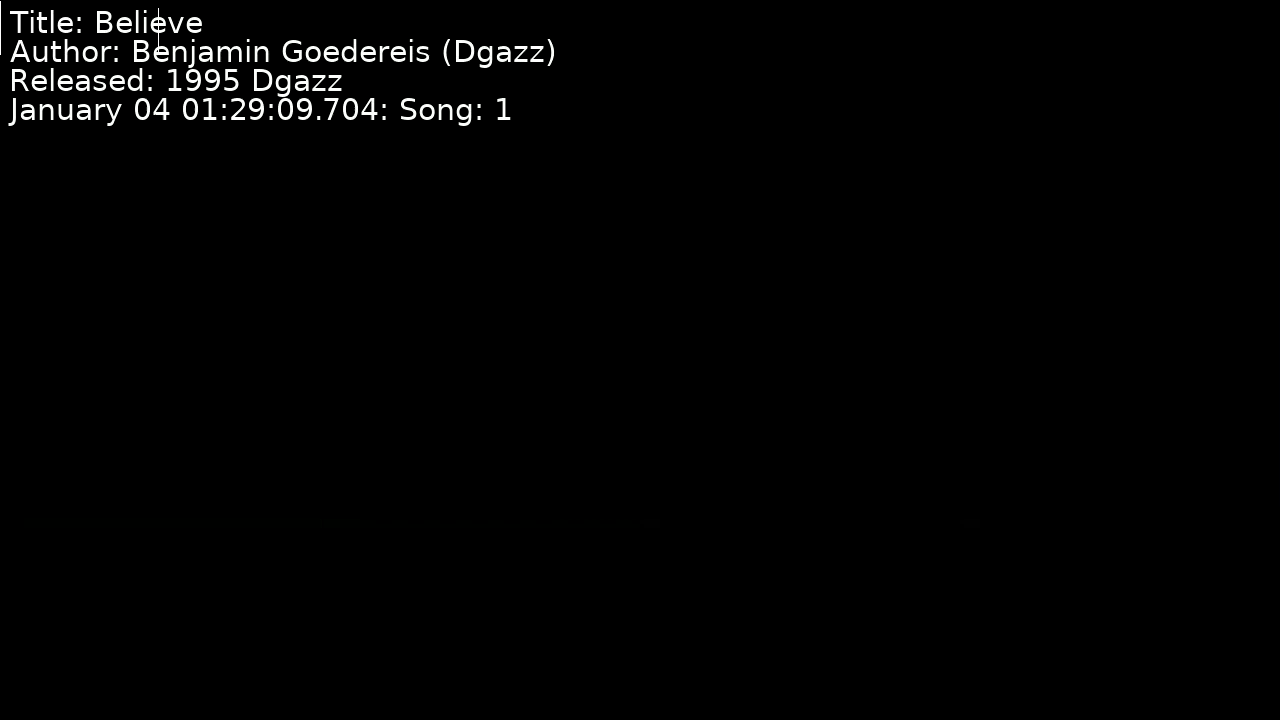 Title: Believe
Author: Benjamin Goedereis (Dgazz)
Released: 1995 Dgazz
January 04 01:29:09.704: Song: 1